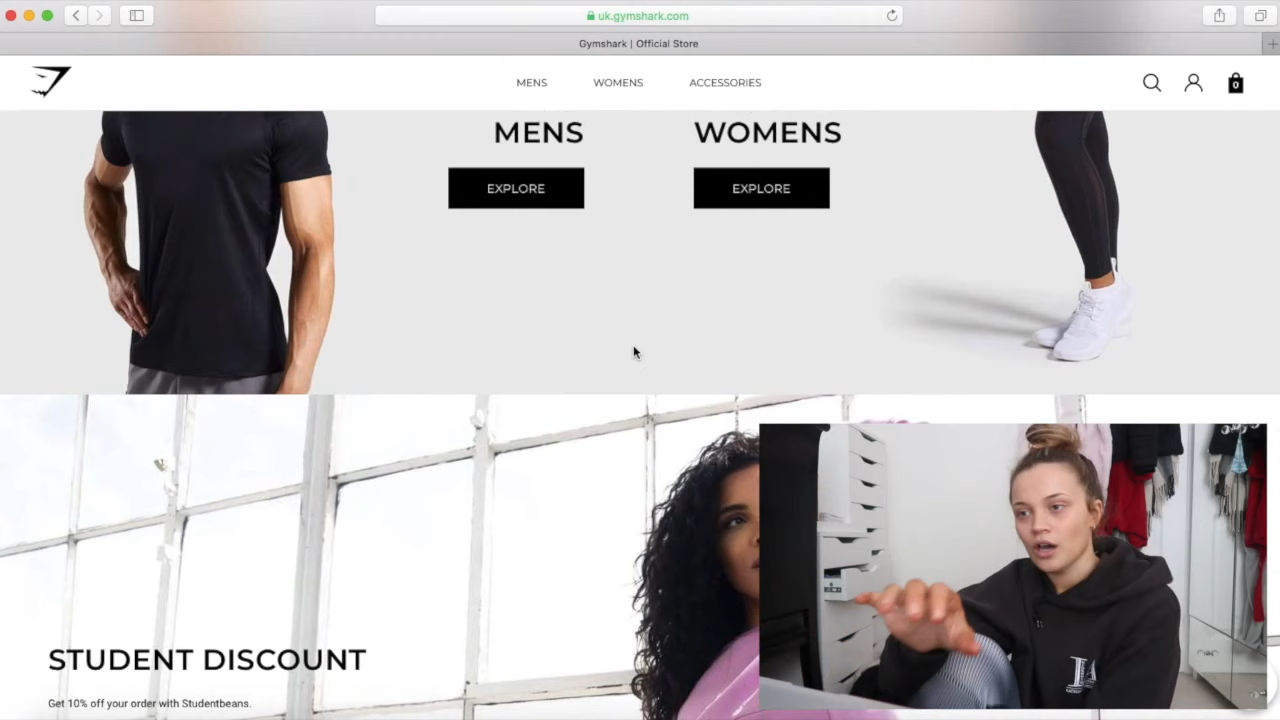 uk.gymshark.com
Gymshark | Official Store
MENS WOMENS ACCESSORIES
0
MENS WOMENS
EXPLORE EXPLORE
STUDENT DISCOUNT
Get 10% off your order with Studentbeans.